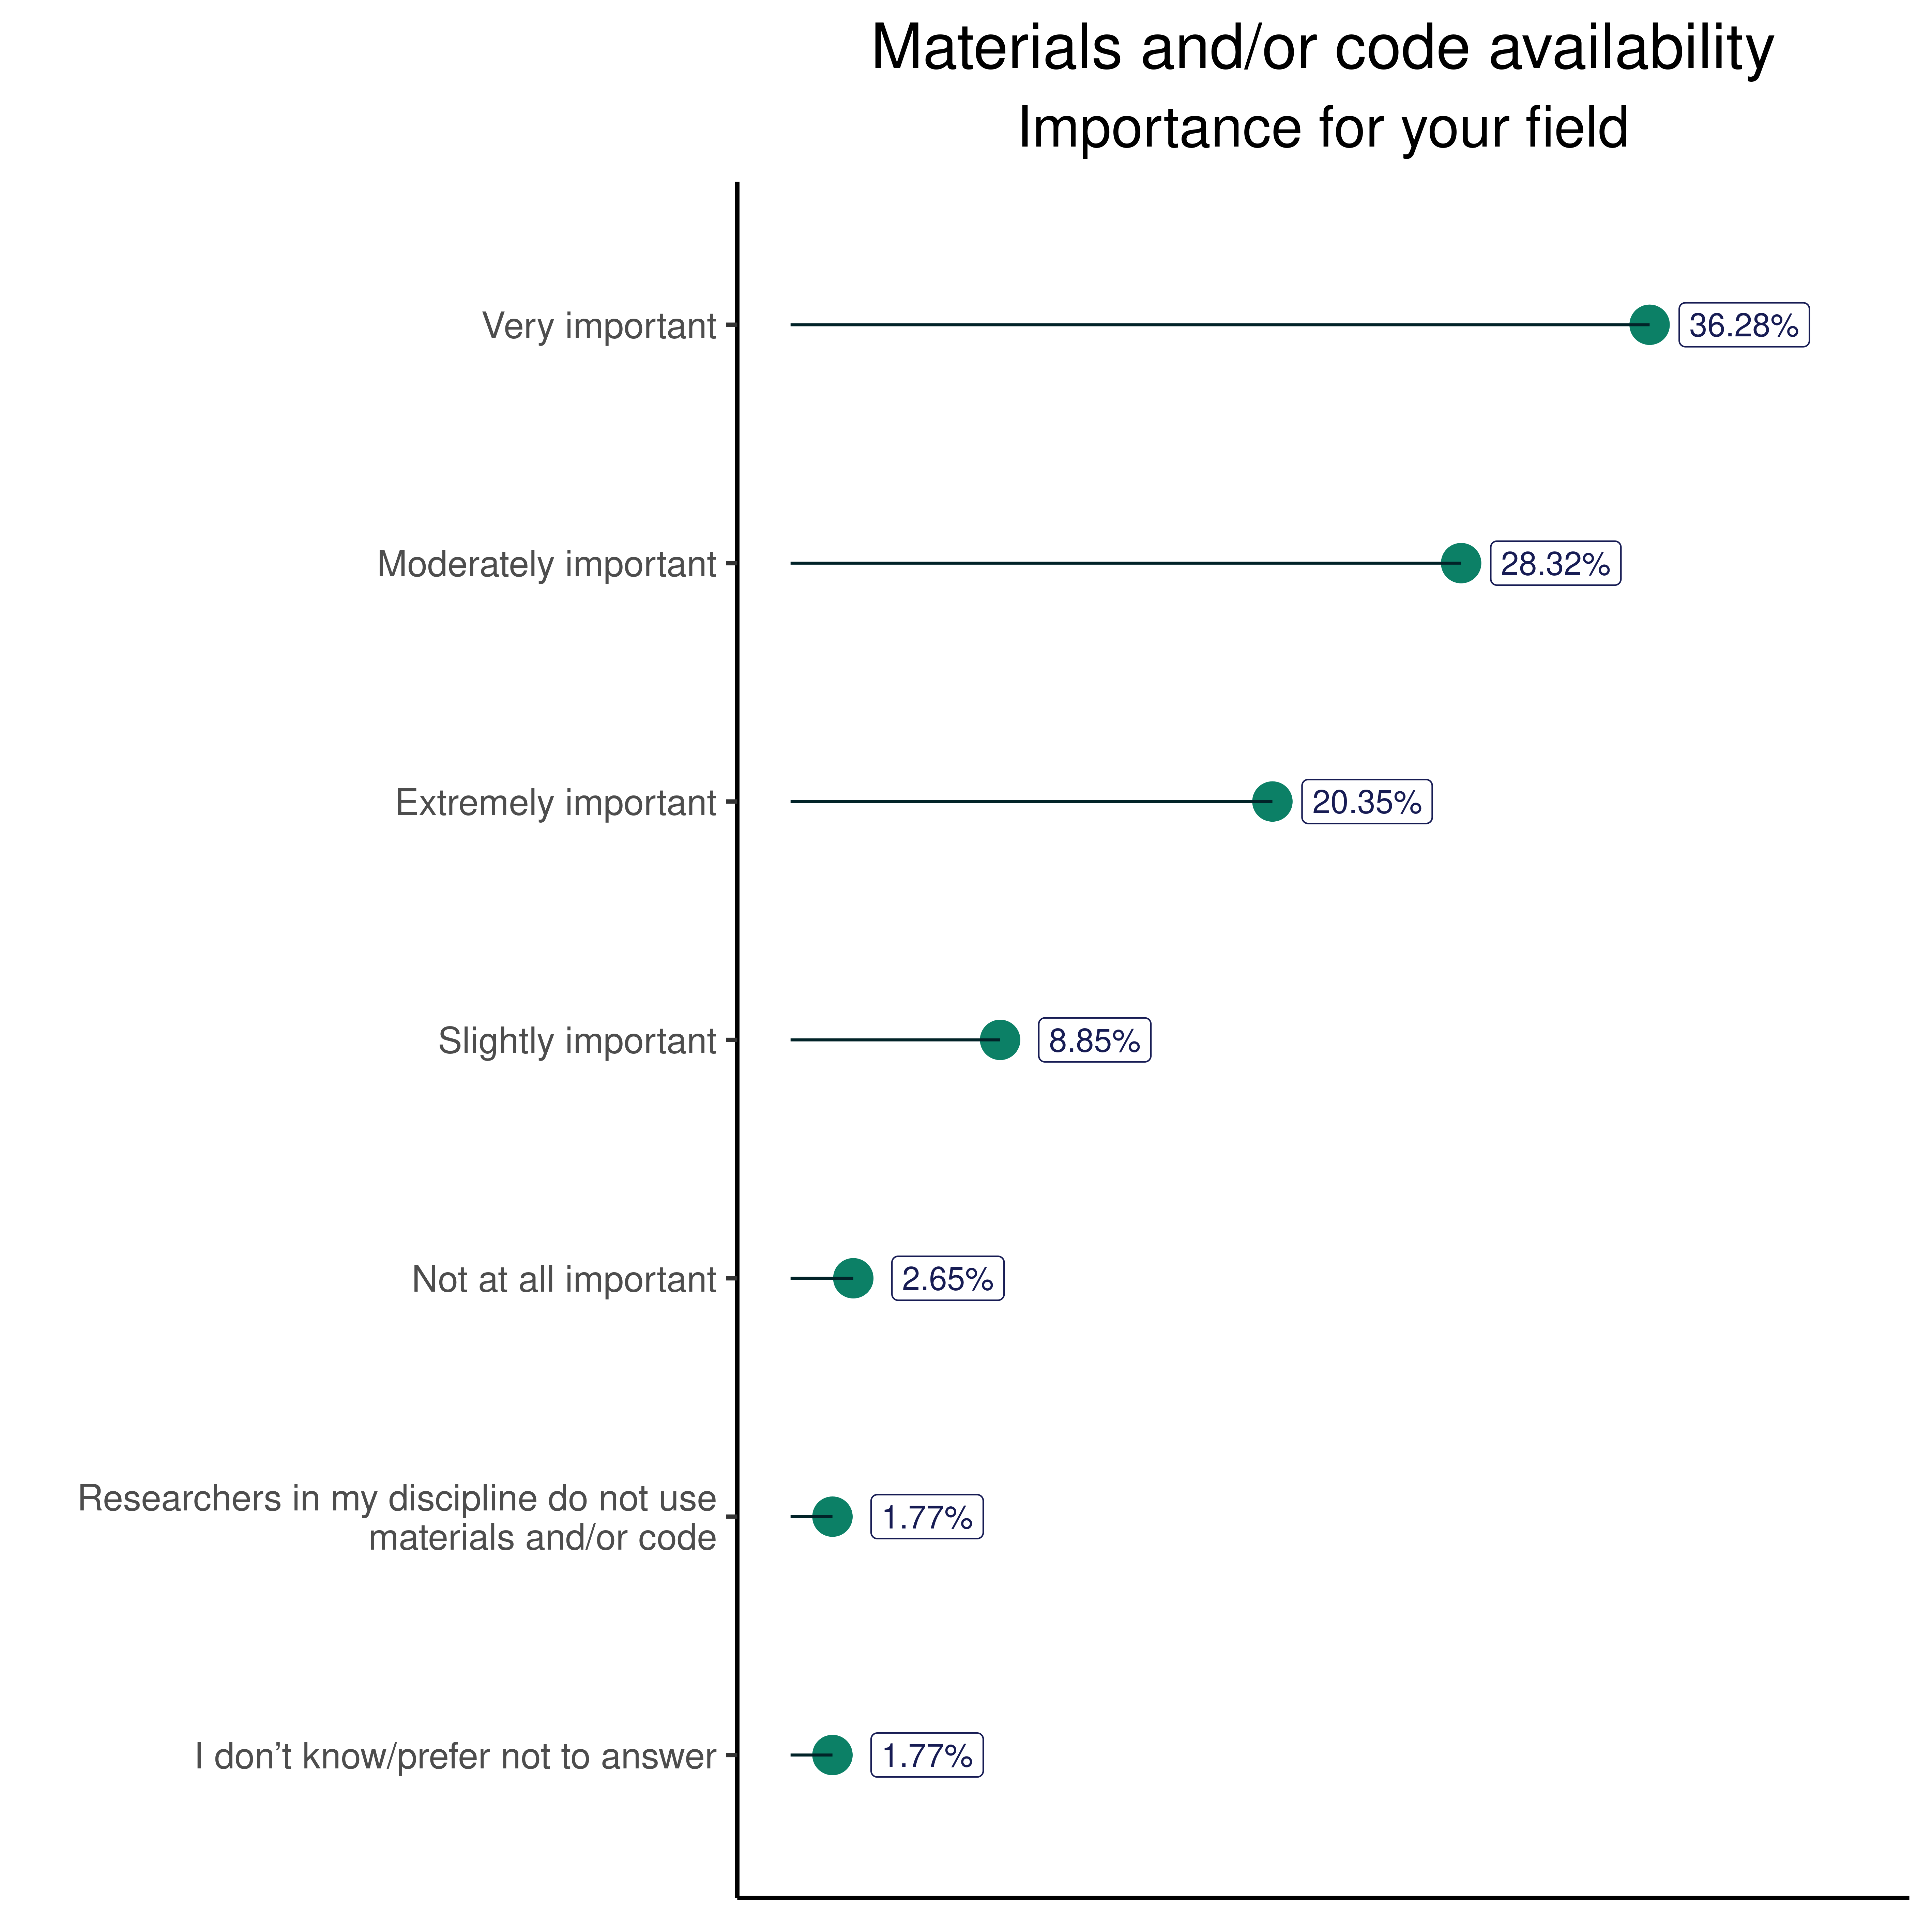 Materials and/or code availability
Importance for your field
Very important
36.28%
Moderately important
28.32%
Extremely important
20.35%
Slightly important
8.85%
Not at all important
2.65%
Researchers in my discipline do not use
materials and/or code
1.77%
I don’t know/prefer not to answer
1.77%